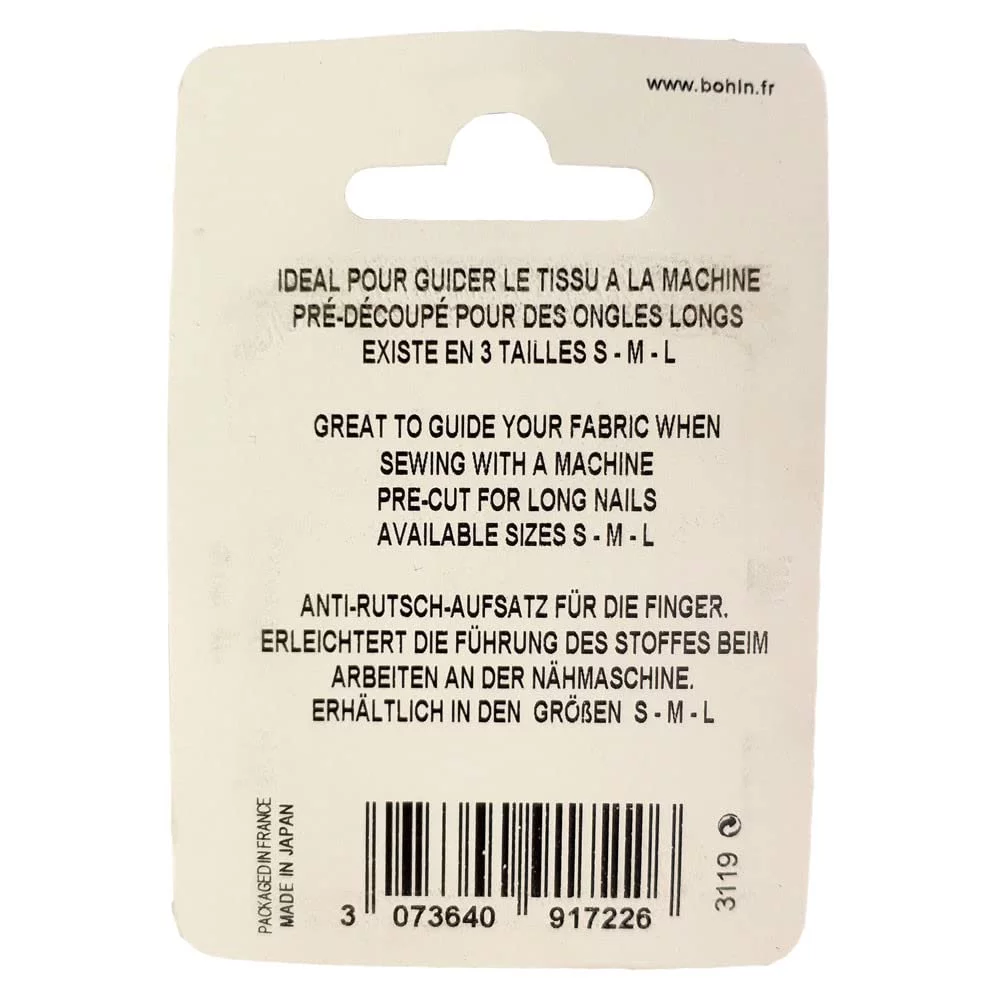 www.bohin.fr
IDEAL POUR GUIDER LE TISSU A LA MACHINE
PRÉ-DÉCOUPÉ POUR DES ONGLES LONGS
EXISTE EN 3 TAILLES S - M - L
GREAT TO GUIDE YOUR FABRIC WHEN
SEWING WITH A MACHINE
PRE-CUT FOR LONG NAILS
AVAILABLE SIZES S - M - L
ANTI-RUTSCH-AUFSATZ FÜR DIE FINGER.
ERLEICHTERT DIE FÜHRUNG DES STOFFES BEIM
ARBEITEN AN DER NÄHMASCHINE.
ERHÄLTLICH IN DEN GRÖßEN S - M - L
PACKAGED IN FRANCE
MADE IN JAPAN
3 073640 917226
3119